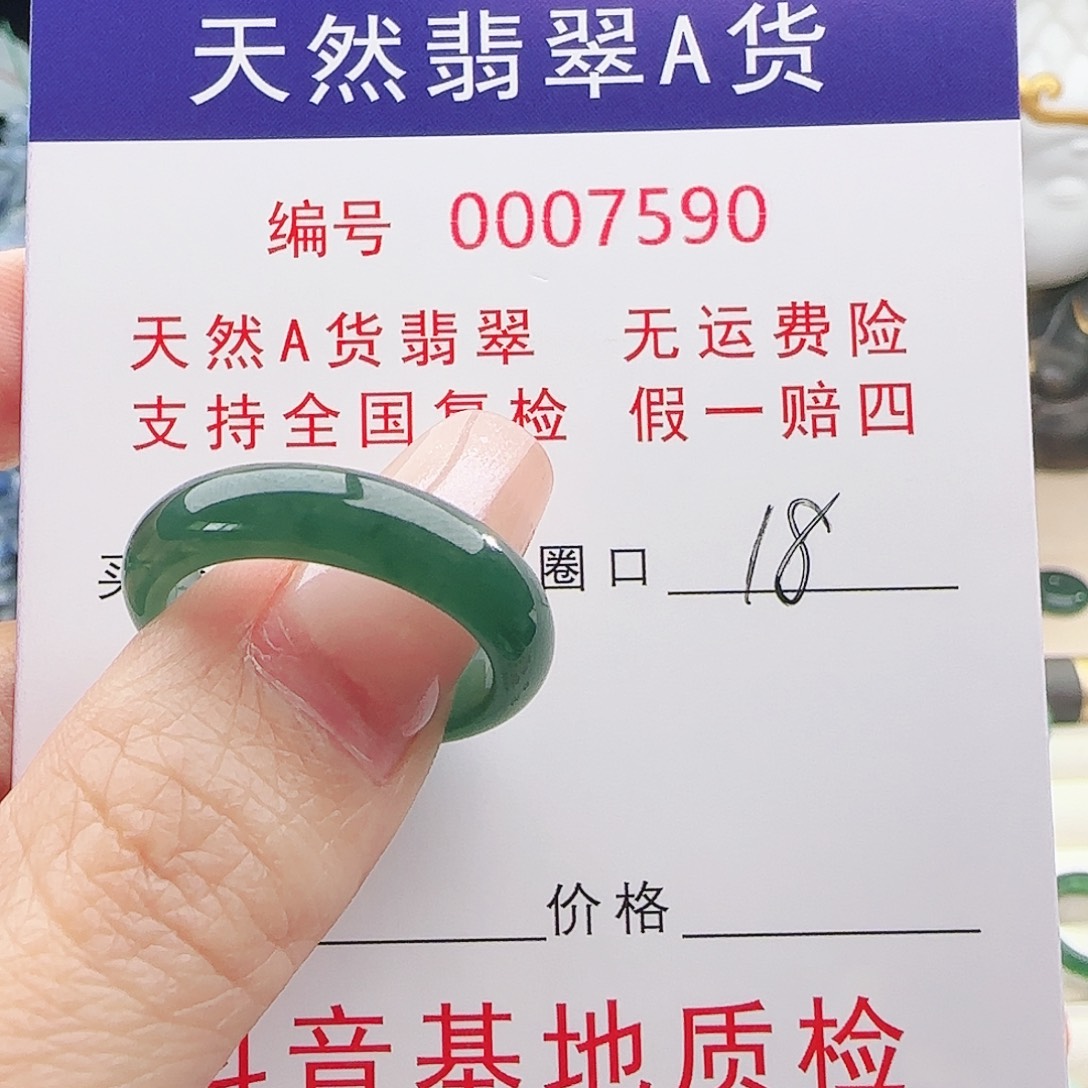 天然翡翠A货
编号 0007590
天然A货翡翠 无运费险
支持全国复检 假一赔四
圈口 18
价格
音基地质检